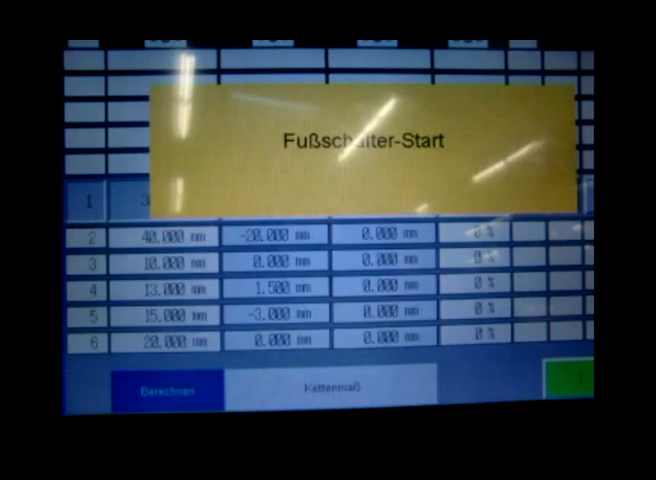 Fußschalter-Start
1 3
2 40.000 mm -20.000 mm 0.000 mm 0 %
3 10.000 mm 0.000 mm 0.000 mm 0 %
4 13.000 mm 1.500 mm 0.000 mm 0 %
5 15.000 mm -3.000 mm 0.000 mm 0 %
6 20.000 mm 0.000 mm 0.000 mm 0 %
Berechnen Kettenmaß